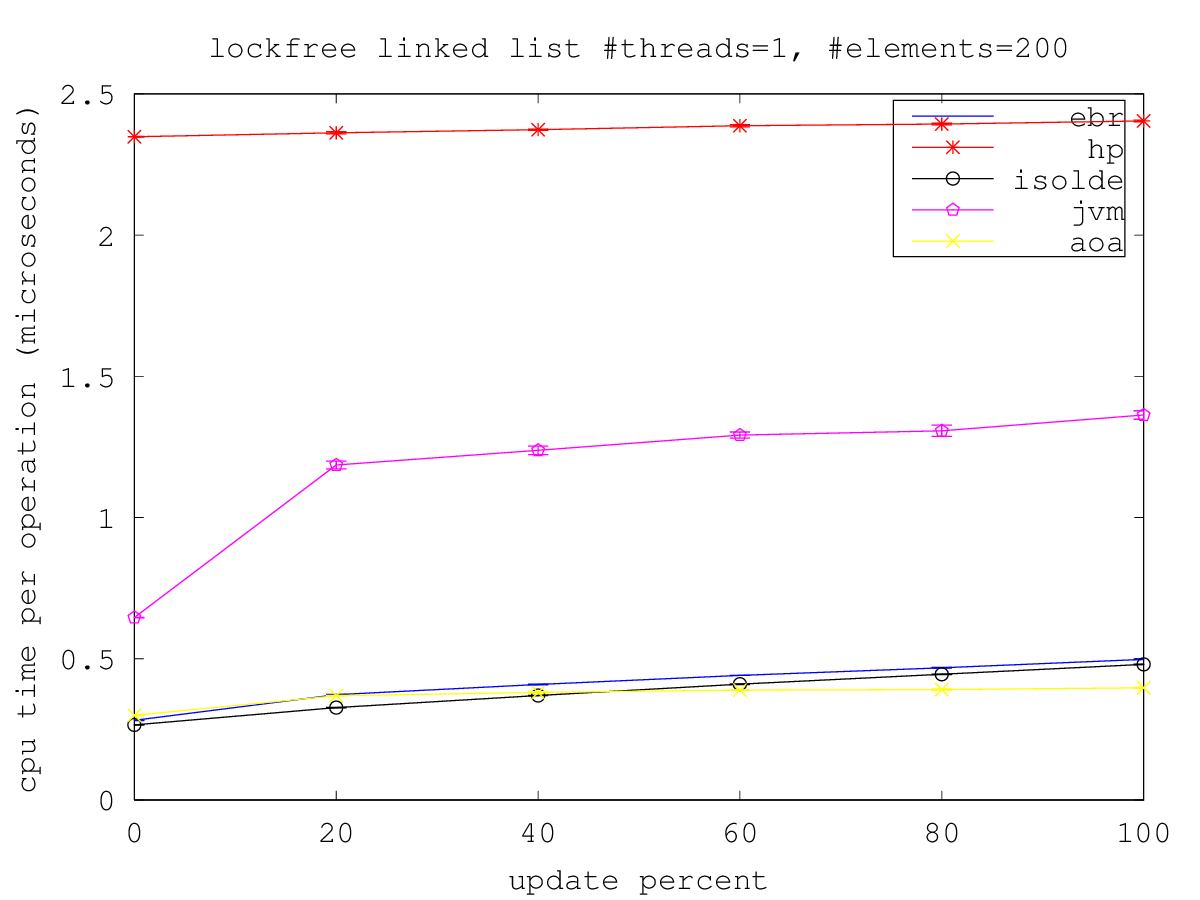 lockfree linked list #threads=1, #elements=200
cpu time per operation (microseconds)
2.5
2
1.5
1
0.5
0
ebr
hp
isolde
jvm
aoa
0 20 40 60 80 100
update percent